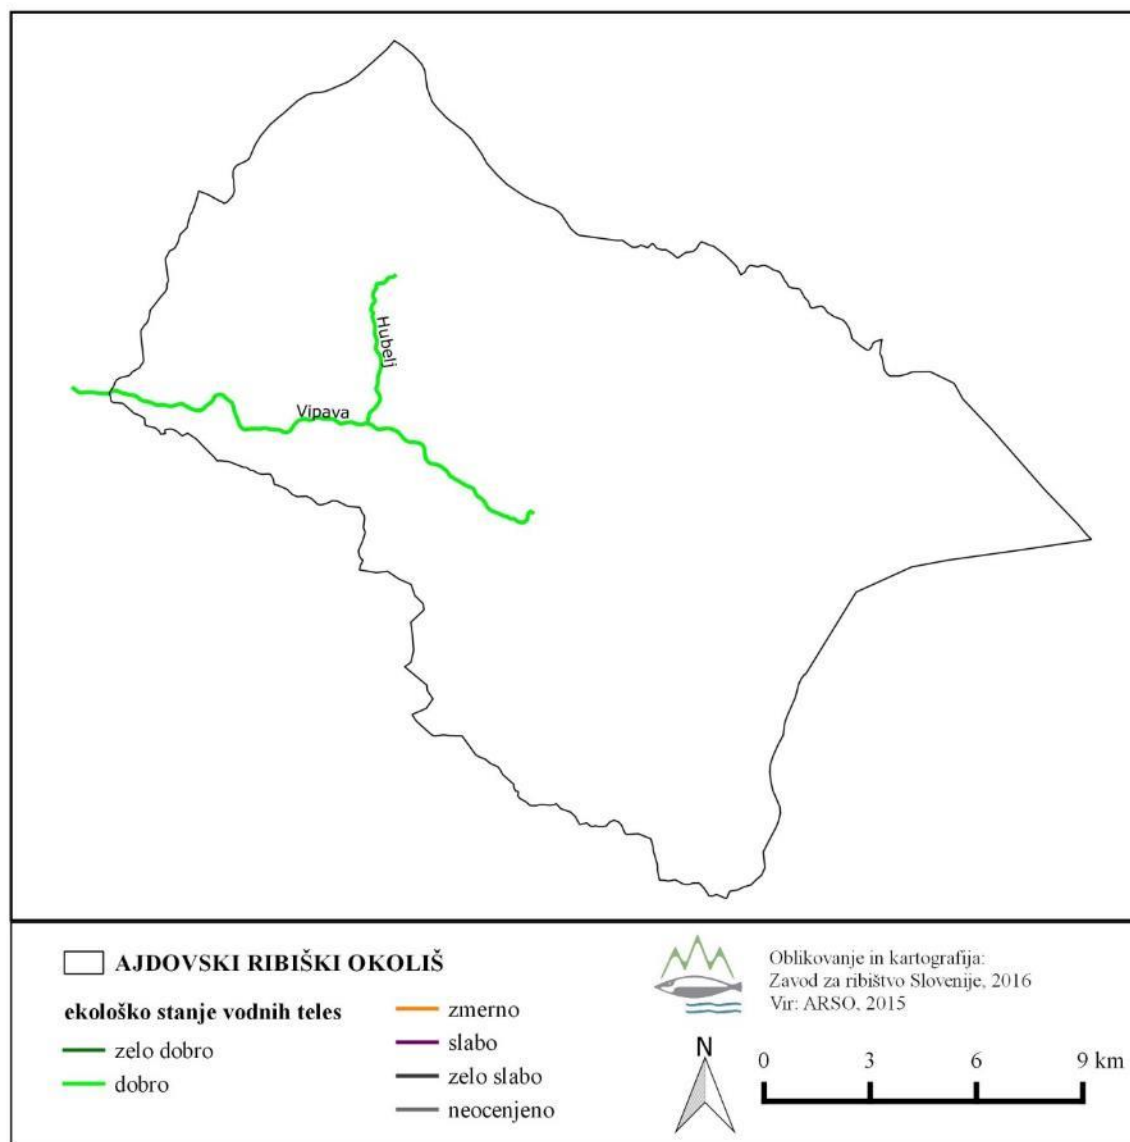 Hubelj
Vipava
AJDOVSKI RIBIŠKI OKOLIŠ
ekološko stanje vodnih teles
zelo dobro
dobro
zmerno
slabo
zelo slabo
neocenjeno
Oblikovanje in kartografija:
Zavod za ribištvo Slovenije, 2016
Vir: ARSO, 2015
N
0 3 6 9 km